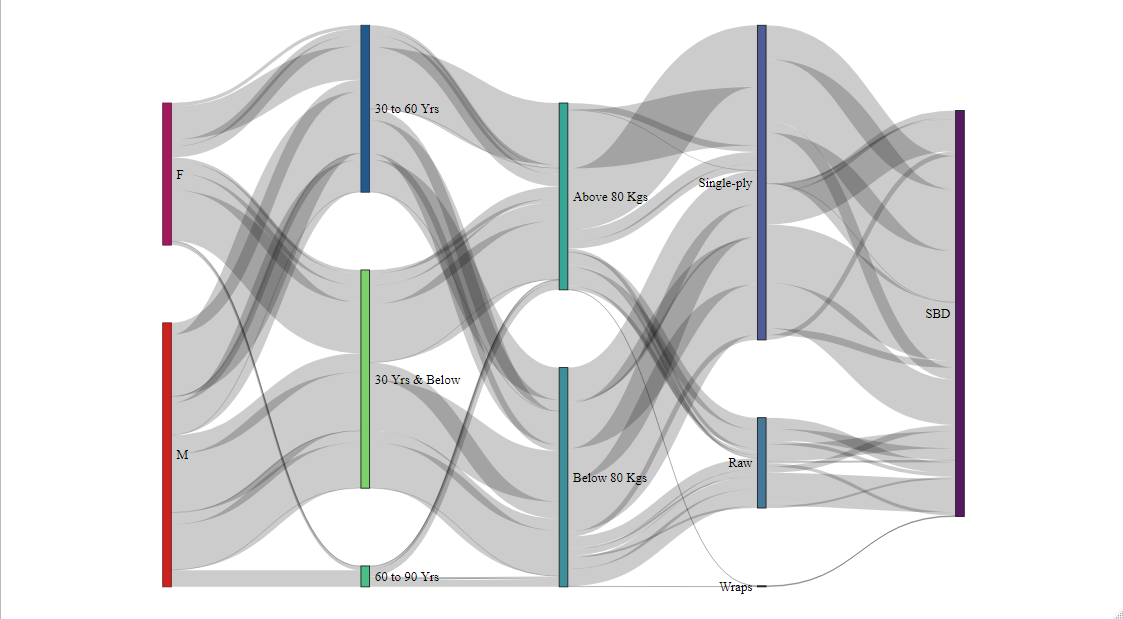 F
M
30 to 60 Yrs
30 Yrs & Below
60 to 90 Yrs
Above 80 Kgs
Below 80 Kgs
Single-ply
Raw
Wraps
SBD